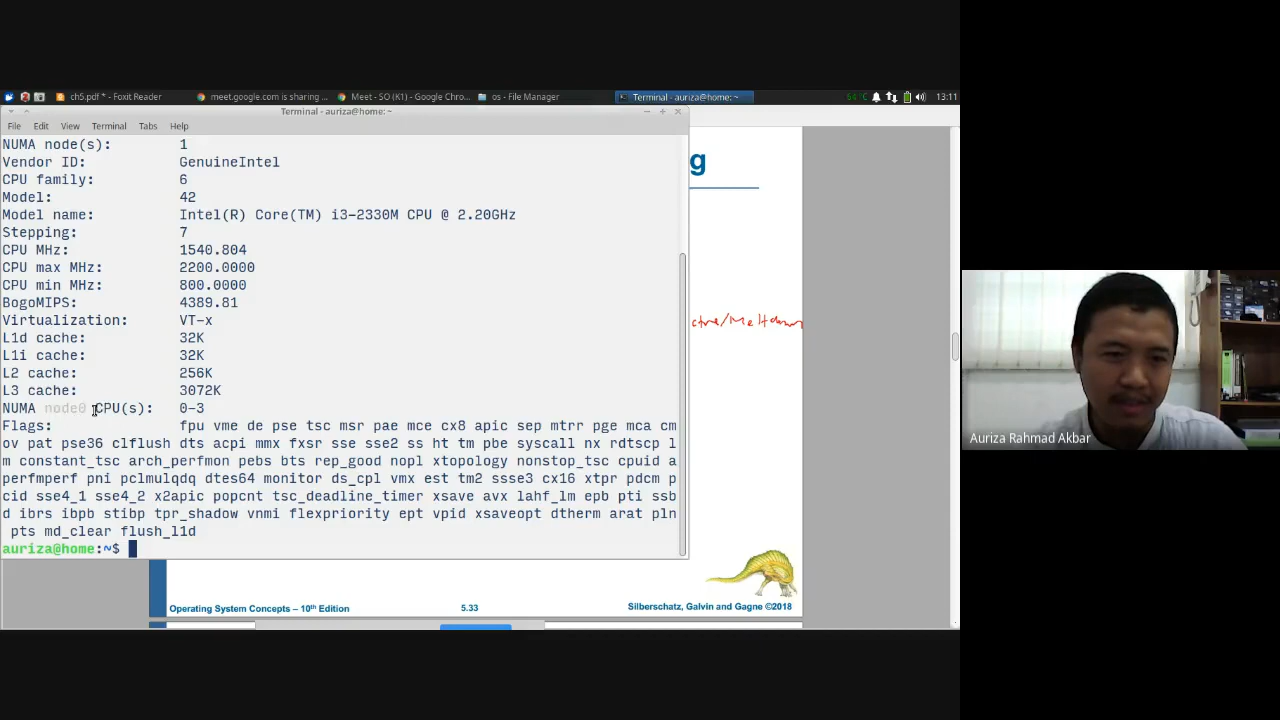 ch5.pdf * - Foxit Reader
meet.google.com is sharing ...
Meet - SO (K1) - Google Chro...
os - File Manager
Terminal - auriza@home: ~
64°C
13:11
Terminal - auriza@home: ~
File Edit View Terminal Tabs Help
NUMA node(s): 1
Vendor ID: GenuineIntel
CPU family: 6
Model: 42
Model name: Intel(R) Core(TM) i3-2330M CPU @ 2.20GHz
Stepping: 7
CPU MHz: 1540.804
CPU max MHz: 2200.0000
CPU min MHz: 800.0000
BogoMIPS: 4389.81
Virtualization: VT-x
L1d cache: 32K
L1i cache: 32K
L2 cache: 256K
L3 cache: 3072K
NUMA node0 CPU(s): 0-3
Flags: fpu vme de pse tsc msr pae mce cx8 apic sep mtrr pge mca cm
ov pat pse36 clflush dts acpi mmx fxsr sse sse2 ss ht tm pbe syscall nx rdtscp l
m constant_tsc arch_perfmon pebs bts rep_good nopl xtopology nonstop_tsc cpuid a
perfmperf pni pclmulqdq dtes64 monitor ds_cpl vmx est tm2 ssse3 cx16 xtpr pdcm p
cid sse4_1 sse4_2 x2apic popcnt tsc_deadline_timer xsave avx lahf_lm epb pti ssb
d ibrs ibpb stibp tpr_shadow vnmi flexpriority ept vpid xsaveopt dtherm arat pln
pts md_clear flush_l1d
auriza@home:~$
g
ctre/Meltdown
Operating System Concepts – 10th Edition
5.33
Silberschatz, Galvin and Gagne ©2018
Auriza Rahmad Akbar